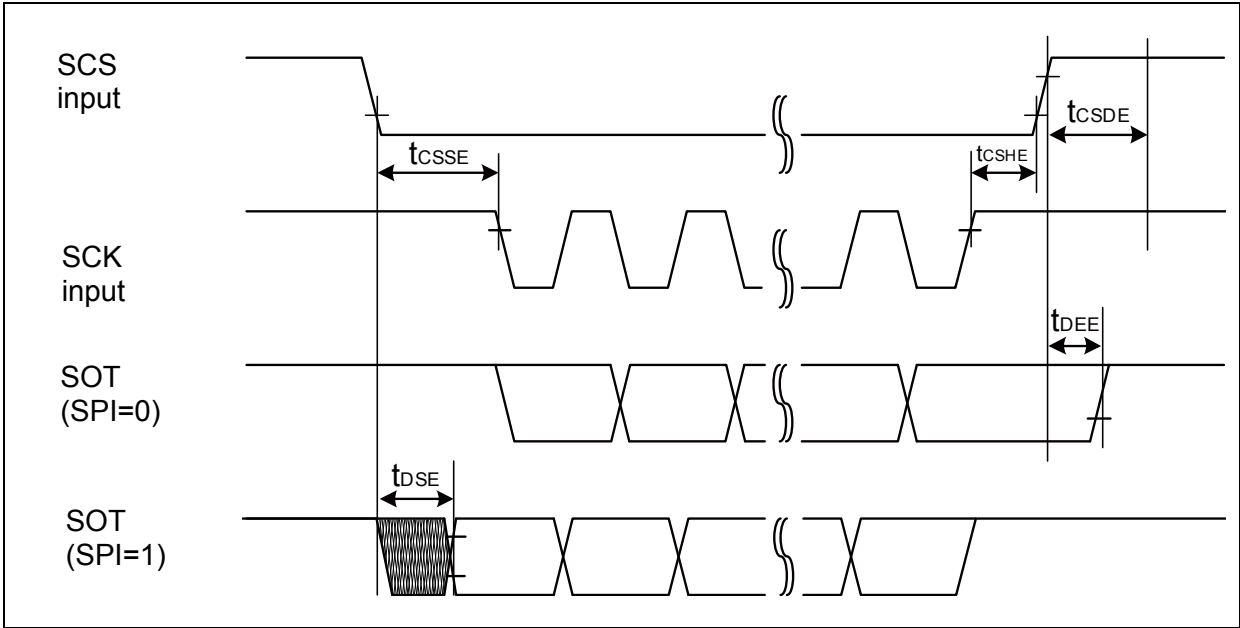 SCS
input
tCSDE
tCSSE
tCSHE
SCK
input
tDEE
SOT
(SPI=0)
tDSE
SOT
(SPI=1)